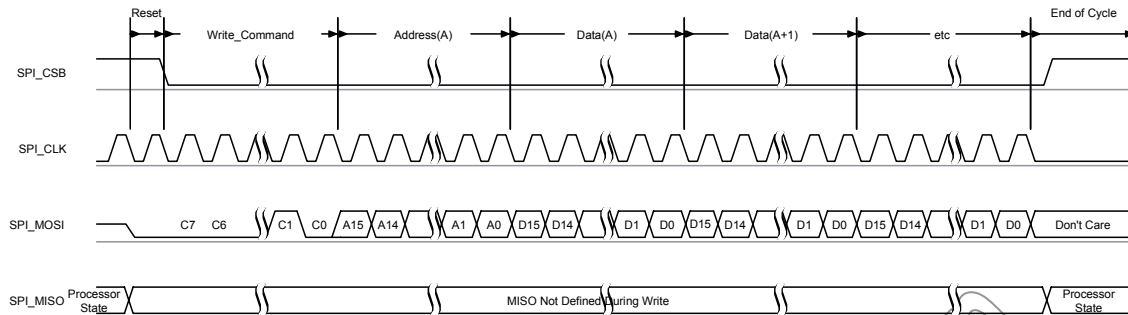 Reset
End of Cycle
Write_Command Address(A) Data(A) Data(A+1) etc
SPI_CSB
SPI_CLK
SPI_MOSI C7 C6 C1 C0 A15 A14 A1 A0 D15 D14 D1 D0 D15 D14 D1 D0 D15 D14 D1 D0 Don't Care
SPI_MISO Processor State MISO Not Defined During Write Processor State